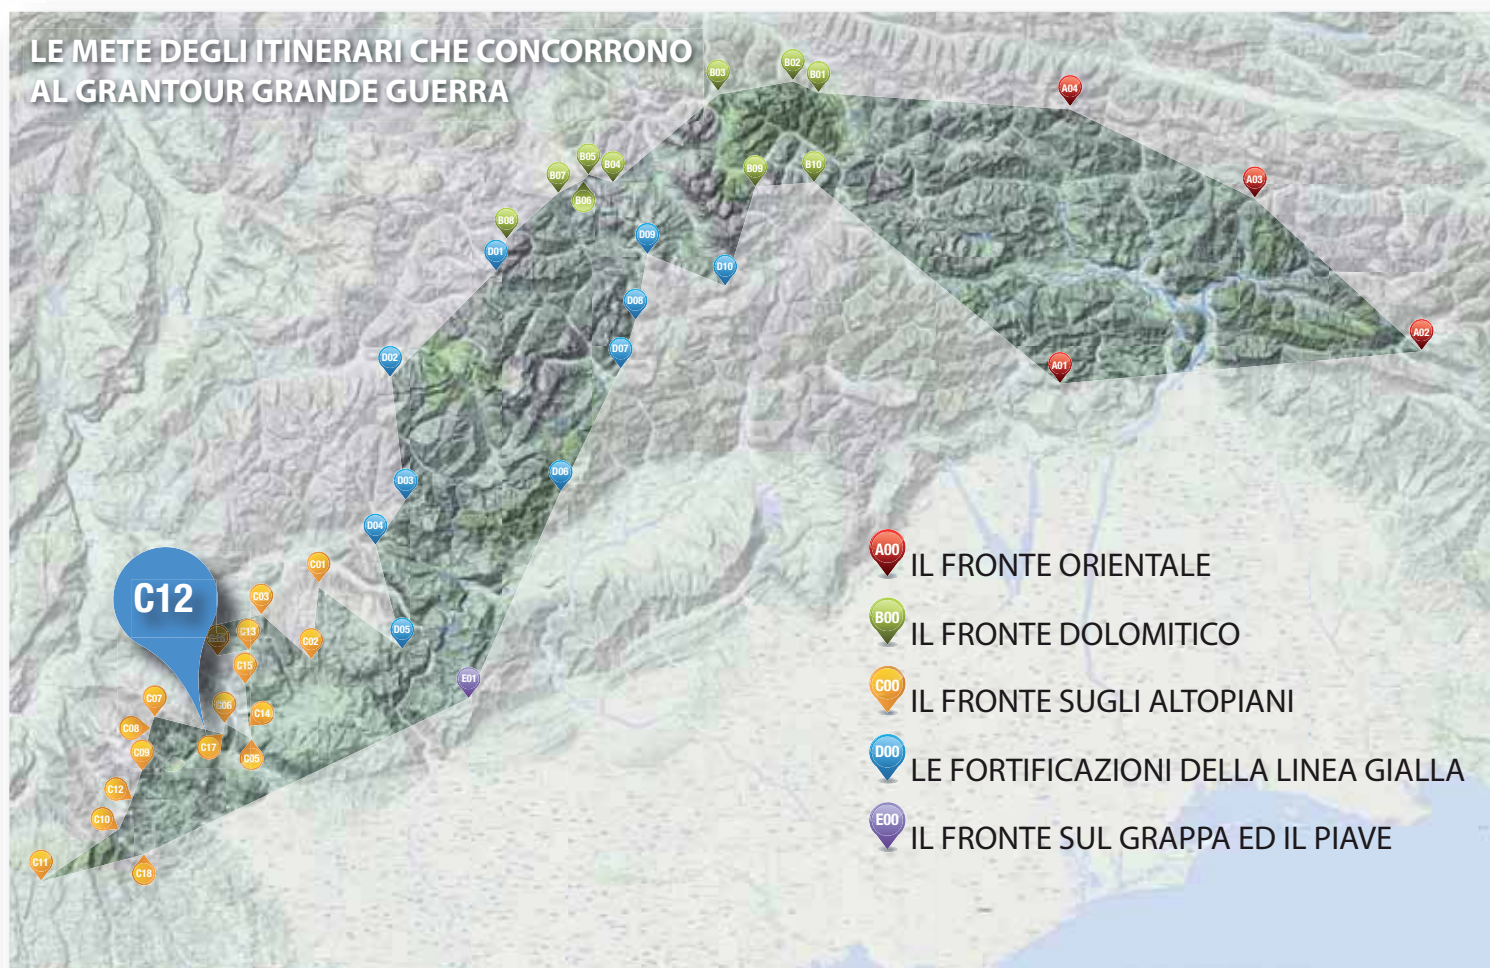 LE METE DEGLI ITINERARI CHE CONCORRONO
AL GRANTOUR GRANDE GUERRA
B03
B02
B01
A04
B05
B04
B07
B06
B09
B10
A03
B08
D01
D09
D10
D08
D07
D02
A01
A02
D06
D03
D04
C01
C12
C03
C13
C02
D05
C15
E01
C07
C06
C14
C08
C17
C09
C05
C12
C10
C11
C18
A00 IL FRONTE ORIENTALE
B00 IL FRONTE DOLOMITICO
C00 IL FRONTE SUGLI ALTOPIANI
D00 LE FORTIFICAZIONI DELLA LINEA GIALLA
E00 IL FRONTE SUL GRAPPA ED IL PIAVE